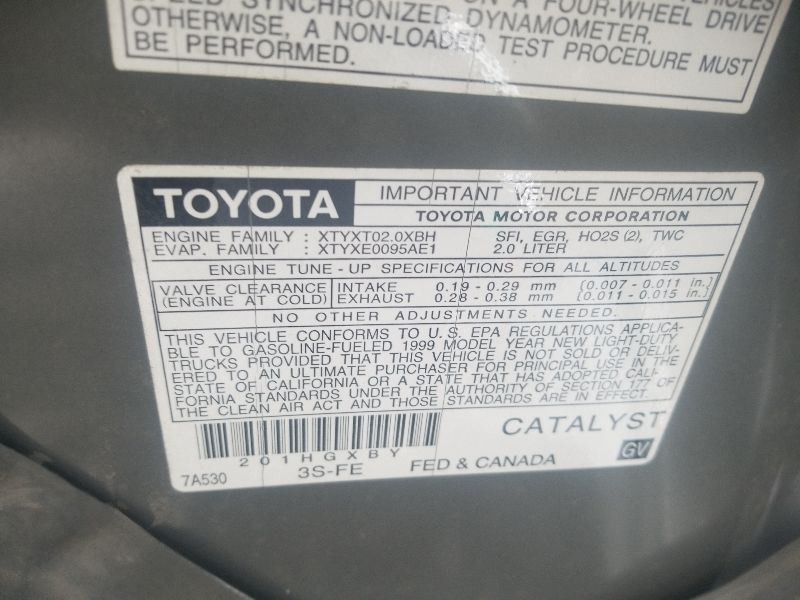 ON A FOUR-WHEEL DRIVE
SPEED SYNCHRONIZED DYNAMOMETER.
OTHERWISE, A NON-LOADED TEST PROCEDURE MUST
BE PERFORMED.
TOYOTA
IMPORTANT VEHICLE INFORMATION
TOYOTA MOTOR CORPORATION
ENGINE FAMILY : XTYXT02.0XBH SFI, EGR, HO2S (2), TWC
EVAP. FAMILY : XTYXE0095AE1 2.0 LITER
ENGINE TUNE - UP SPECIFICATIONS FOR ALL ALTITUDES
VALVE CLEARANCE INTAKE 0.19 - 0.29 mm (0.007 - 0.011 in.)
(ENGINE AT COLD) EXHAUST 0.28 - 0.38 mm (0.011 - 0.015 in.)
NO OTHER ADJUSTMENTS NEEDED.
THIS VEHICLE CONFORMS TO U.S. EPA REGULATIONS APPLICA-
BLE TO GASOLINE-FUELED 1999 MODEL YEAR NEW LIGHT-DUTY
TRUCKS PROVIDED THAT THIS VEHICLE IS NOT SOLD OR DELIV-
ERED TO AN ULTIMATE PURCHASER FOR PRINCIPAL USE IN THE
STATE OF CALIFORNIA OR A STATE THAT HAS ADOPTED CALI-
FORNIA STANDARDS UNDER THE AUTHORITY OF SECTION 177 OF
THE CLEAN AIR ACT AND THOSE STANDARDS ARE IN EFFECT.
CATALYST
201HGXBY
GV
7A530 3S-FE FED & CANADA